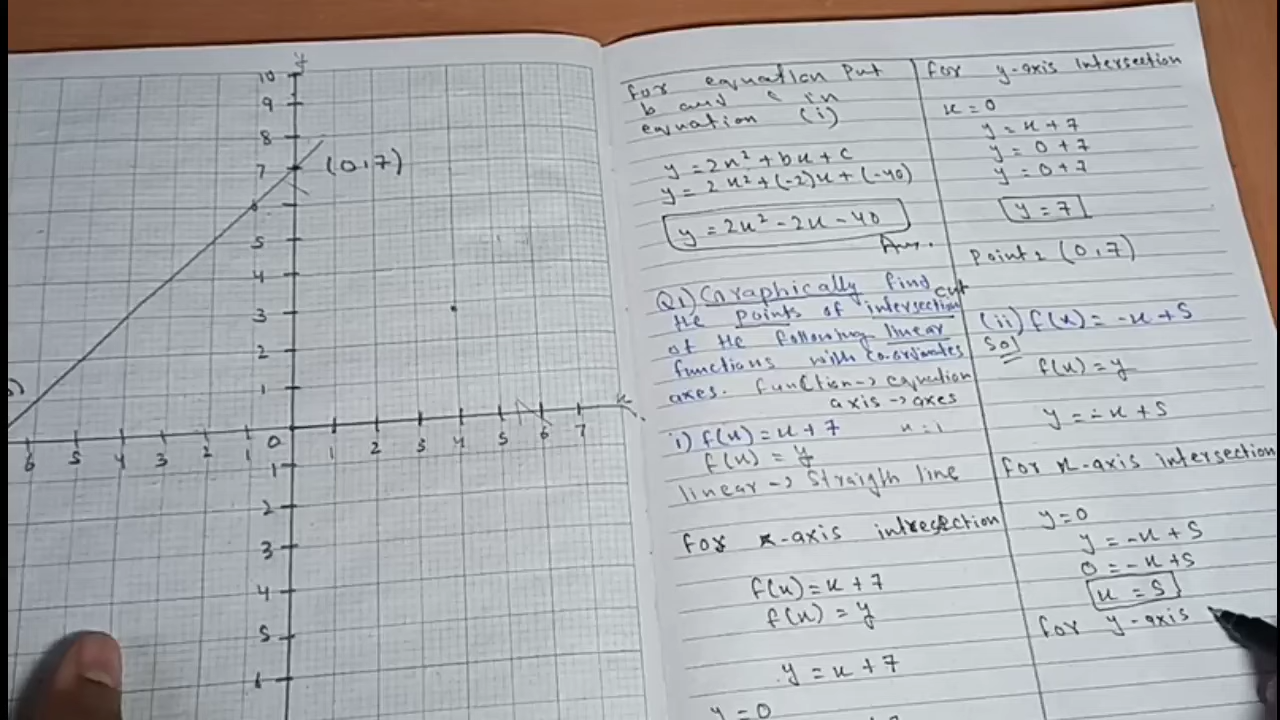 y
10
9
8
7
(0,7)
6
5
4
3
2
1
x
6 5 4 3 2 1 0 1 2 3 4 5 6 7
1
2
3
4
5
for equation Put
b and c in
equation (i)
y = 2x² + bx + c
y = 2x² + (-2)x + (-40)
y = 2x² - 2x - 40
Ans.
Q1) Graphically find
the points of intersection
of the following linear
functions with co-ordinates
axes. function → equation
axis → axes
i) f(x) = x + 7 x = 1
f(x) = y
linear → Straigth line
for x-axis intresection
f(x) = x + 7
f(x) = y
y = x + 7
y = 0
for y-axis intersection
x = 0
y = x + 7
y = 0 + 7
y = 0 + 7
y = 7
Point 2 (0,7)
(ii) f(x) = -x + 5
Sol
f(x) = y
y = -x + 5
for x-axis intersection
y = 0
y = -x + 5
0 = -x + 5
x = 5
for y-axis